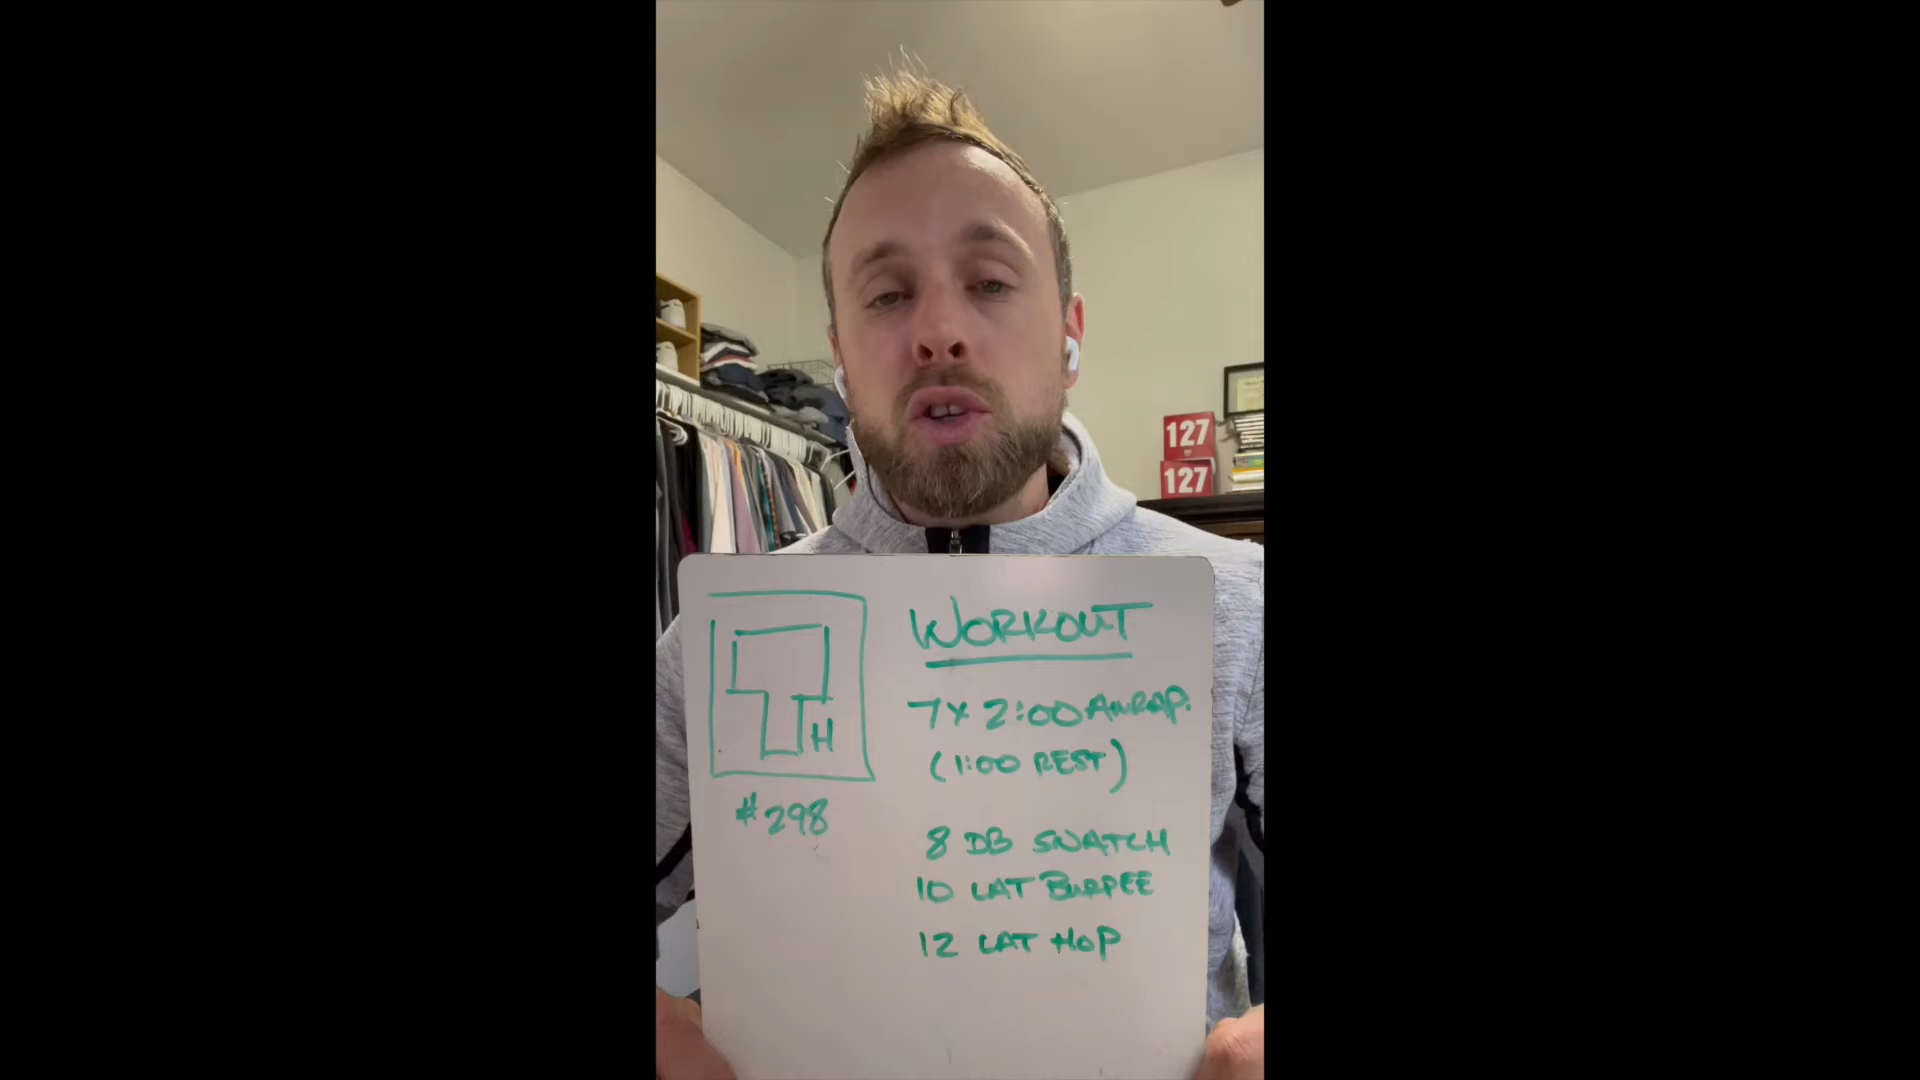 127
127
H
#298
WORKOUT
7X 2:00 AMRAP.
(1:00 REST)
8 DB SNATCH
10 LAT BURPEE
12 LAT HOP